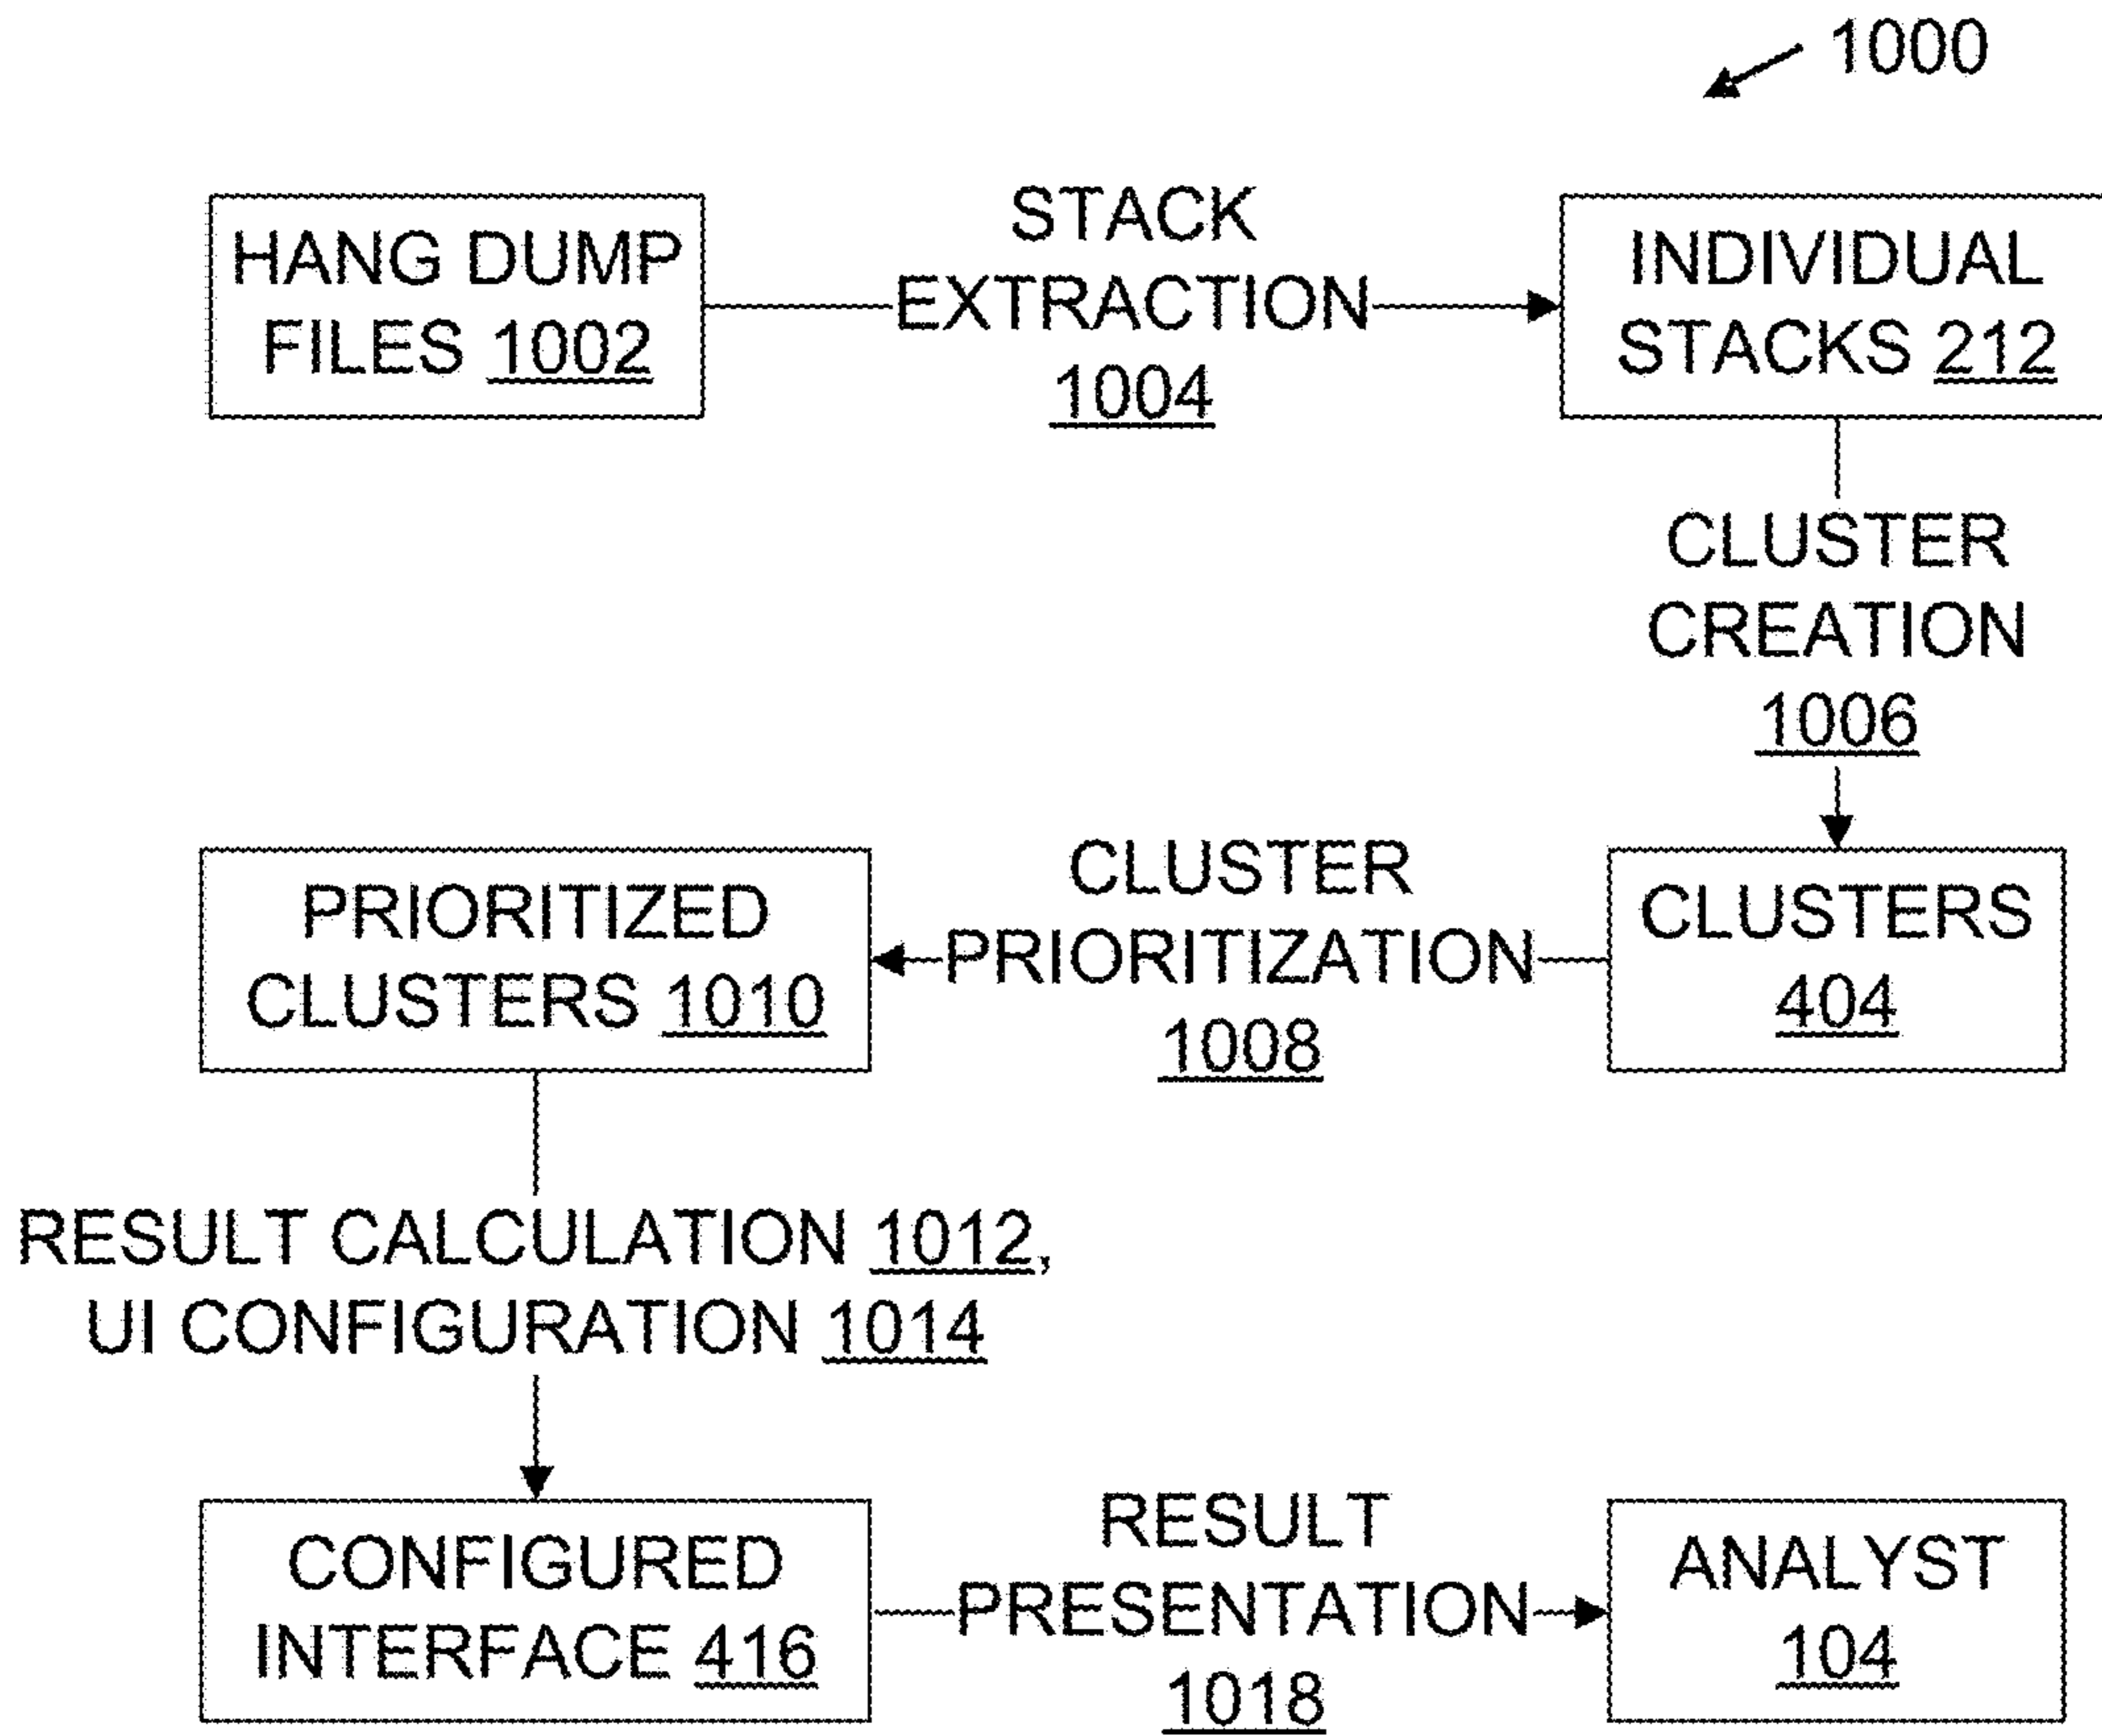 1000
HANG DUMP
FILES 1002
STACK
EXTRACTION
1004
INDIVIDUAL
STACKS 212
CLUSTER
CREATION
1006
CLUSTERS
404
CLUSTER
PRIORITIZATION
1008
PRIORITIZED
CLUSTERS 1010
RESULT CALCULATION 1012,
UI CONFIGURATION 1014
CONFIGURED
INTERFACE 416
RESULT
PRESENTATION
1018
ANALYST
104